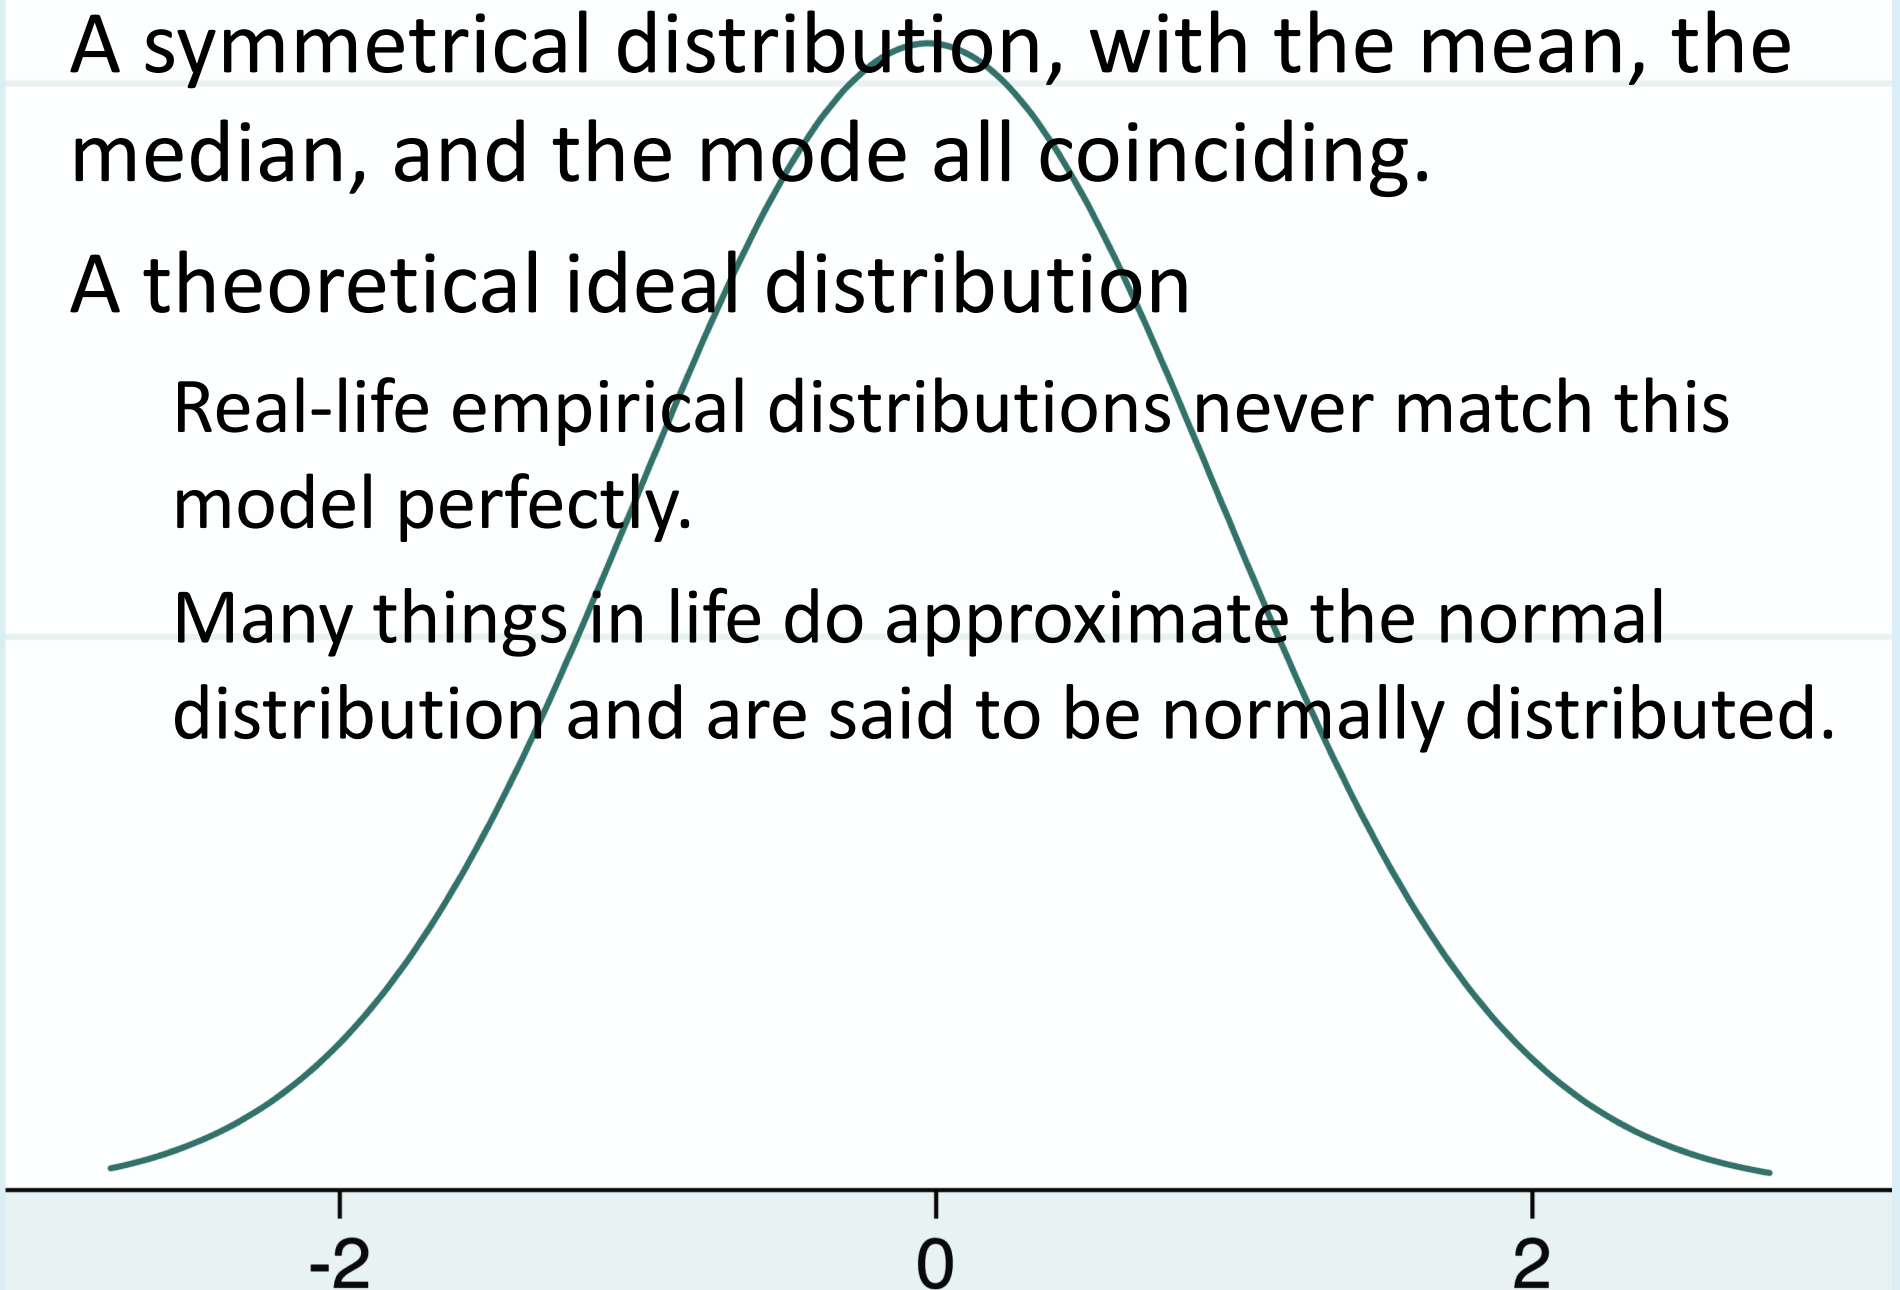 A symmetrical distribution, with the mean, the
median, and the mode all coinciding.
A theoretical ideal distribution
Real-life empirical distributions never match this
model perfectly.
Many things in life do approximate the normal
distribution and are said to be normally distributed.
-2 0 2